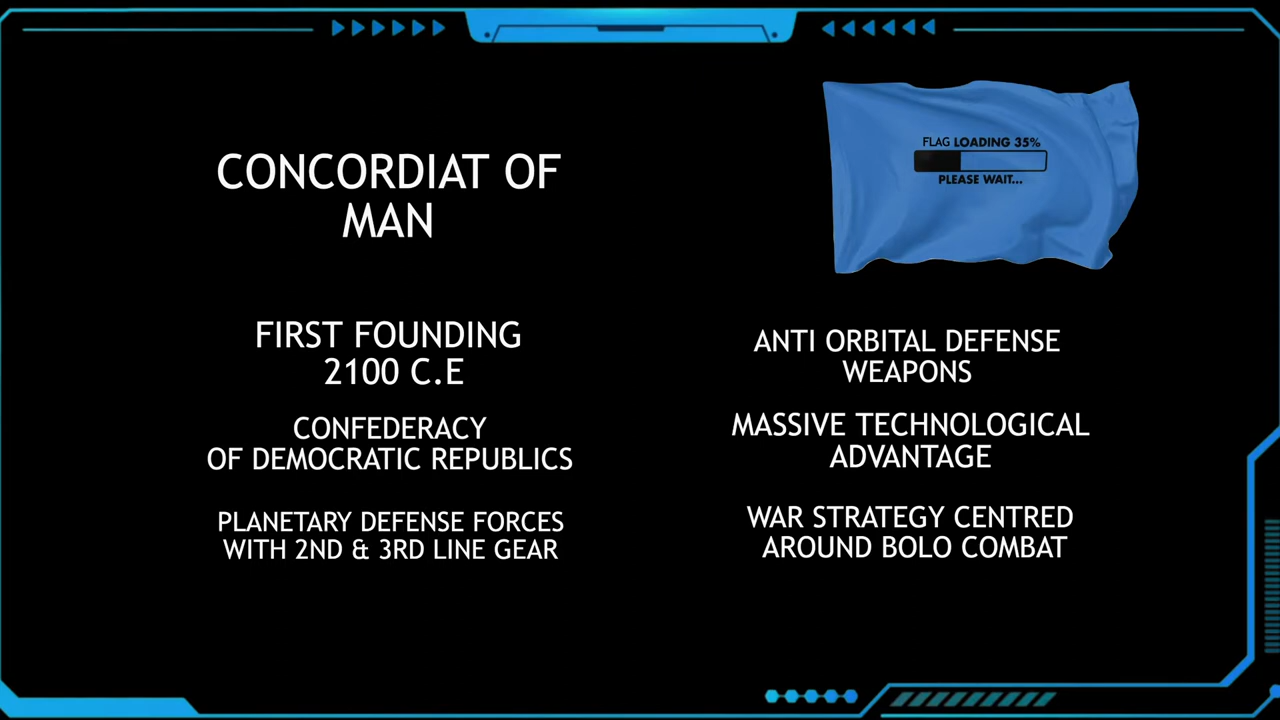 CONCORDIAT OF
MAN
FLAG LOADING 35%
PLEASE WAIT...
FIRST FOUNDING
2100 C.E
CONFEDERACY
OF DEMOCRATIC REPUBLICS
PLANETARY DEFENSE FORCES
WITH 2ND & 3RD LINE GEAR
ANTI ORBITAL DEFENSE
WEAPONS
MASSIVE TECHNOLOGICAL
ADVANTAGE
WAR STRATEGY CENTRED
AROUND BOLO COMBAT